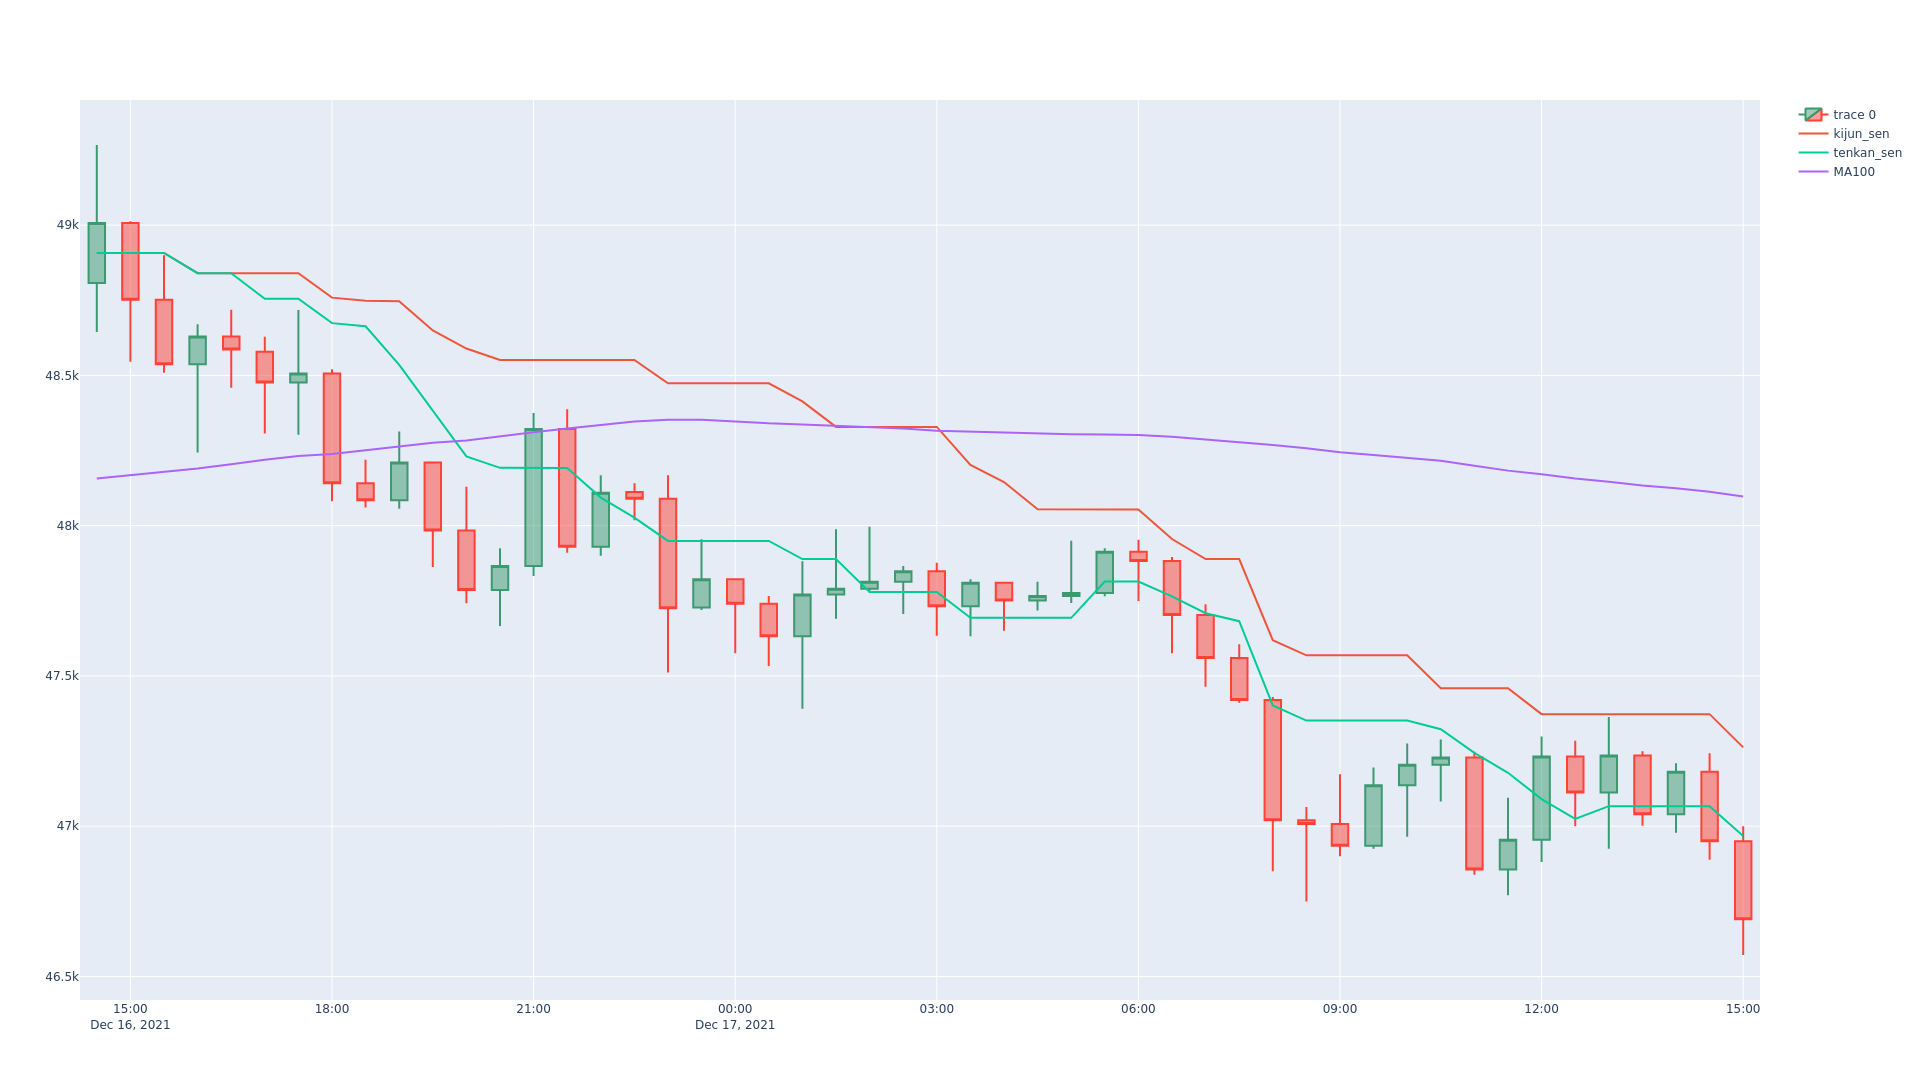 trace 0
kijun_sen
tenkan_sen
MA100
49k
48.5k
48k
47.5k
47k
46.5k
15:00 18:00 21:00 00:00 03:00 06:00 09:00 12:00 15:00
Dec 16, 2021 Dec 17, 2021